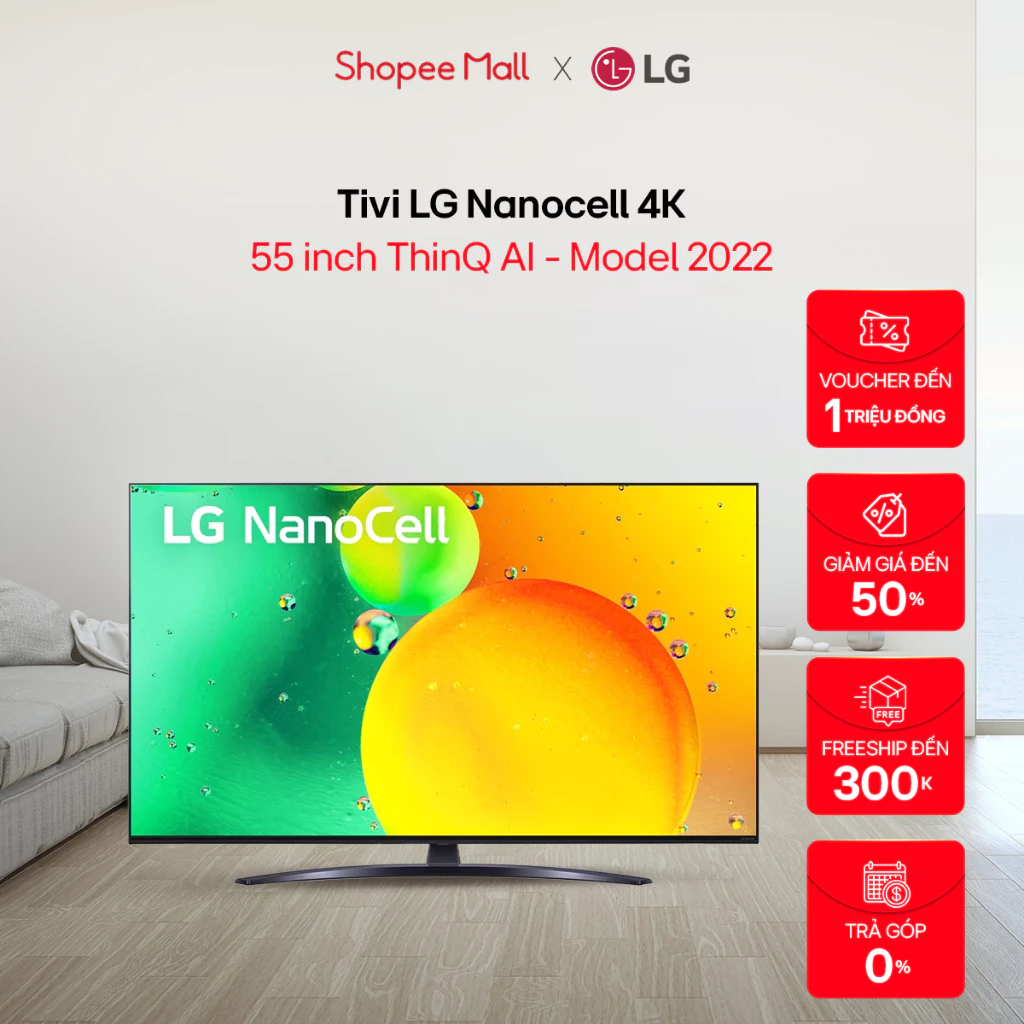 Shopee Mall X LG
Tivi LG Nanocell 4K
55 inch ThinQ AI - Model 2022
VOUCHER ĐẾN
1 TRIỆU ĐỒNG
LG NanoCell
GIẢM GIÁ ĐẾN
50%
FREE
FREESHIP ĐẾN
300K
TRẢ GÓP
0%